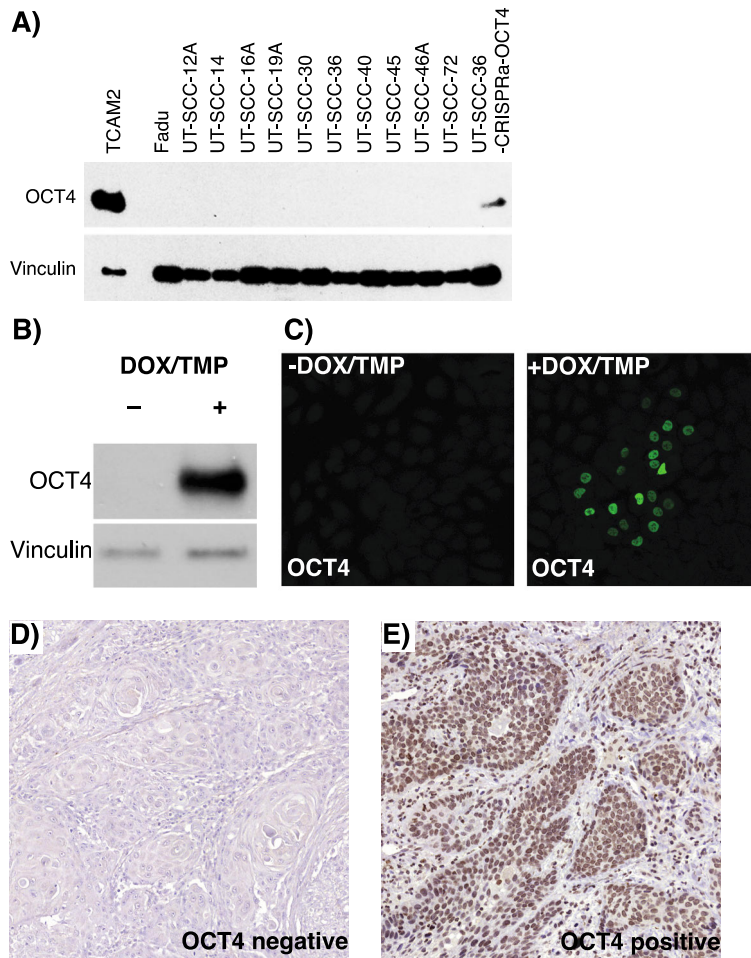 A)
TCAM2
Fadu
UT-SCC-12A
UT-SCC-14
UT-SCC-16A
UT-SCC-19A
UT-SCC-30
UT-SCC-36
UT-SCC-40
UT-SCC-45
UT-SCC-46A
UT-SCC-72
UT-SCC-36
-CRISPRa-OCT4
OCT4
Vinculin
B)
DOX/TMP
– +
OCT4
Vinculin
C)
-DOX/TMP
OCT4
+DOX/TMP
OCT4
D)
OCT4 negative
E)
OCT4 positive